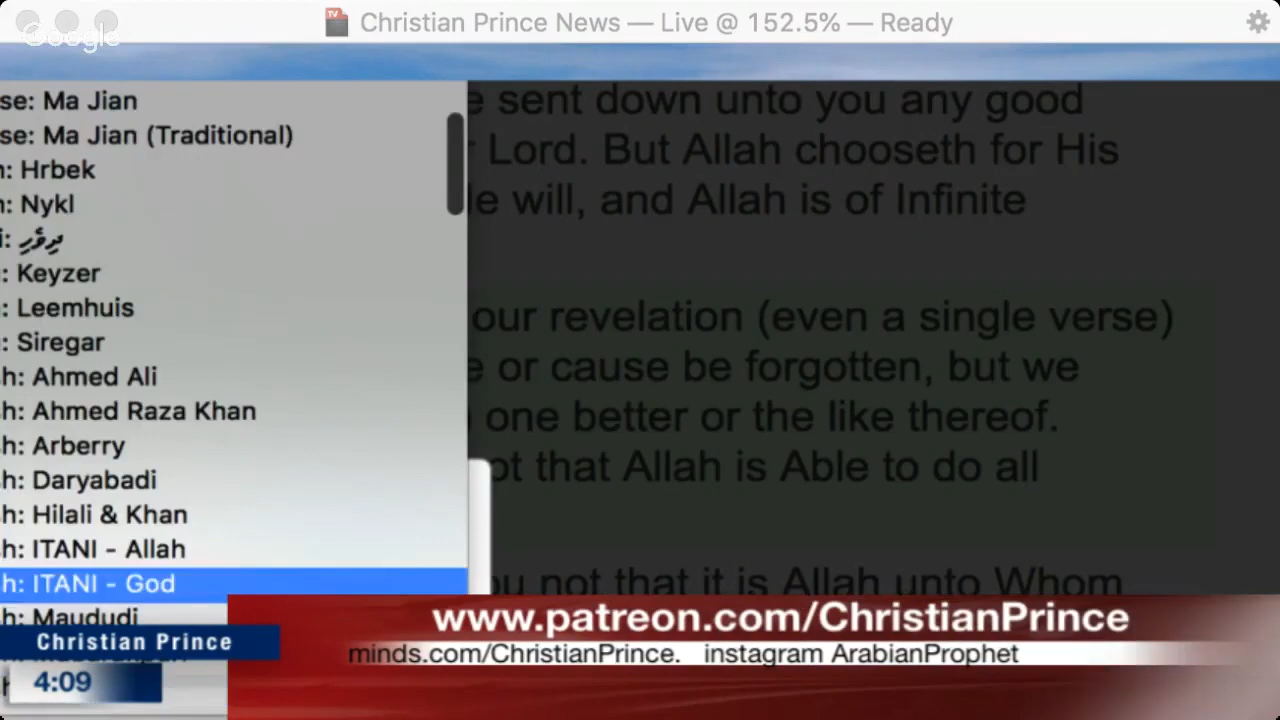 Christian Prince News — Live @ 152.5% — Ready
Google
se: Ma Jian
se: Ma Jian (Traditional)
: Hrbek
: Nykl
: ދިވެހި
: Keyzer
: Leemhuis
: Siregar
h: Ahmed Ali
h: Ahmed Raza Khan
h: Arberry
h: Daryabadi
h: Hilali & Khan
h: ITANI - Allah
h: ITANI - God
h: Maududi
e sent down unto you any good
Lord. But Allah chooseth for His
le will, and Allah is of Infinite
our revelation (even a single verse)
e or cause be forgotten, but we
one better or the like thereof.
ot that Allah is Able to do all
ou not that it is Allah unto Whom
www.patreon.com/ChristianPrince
Christian Prince
minds.com/ChristianPrince. instagram ArabianProphet
4:09